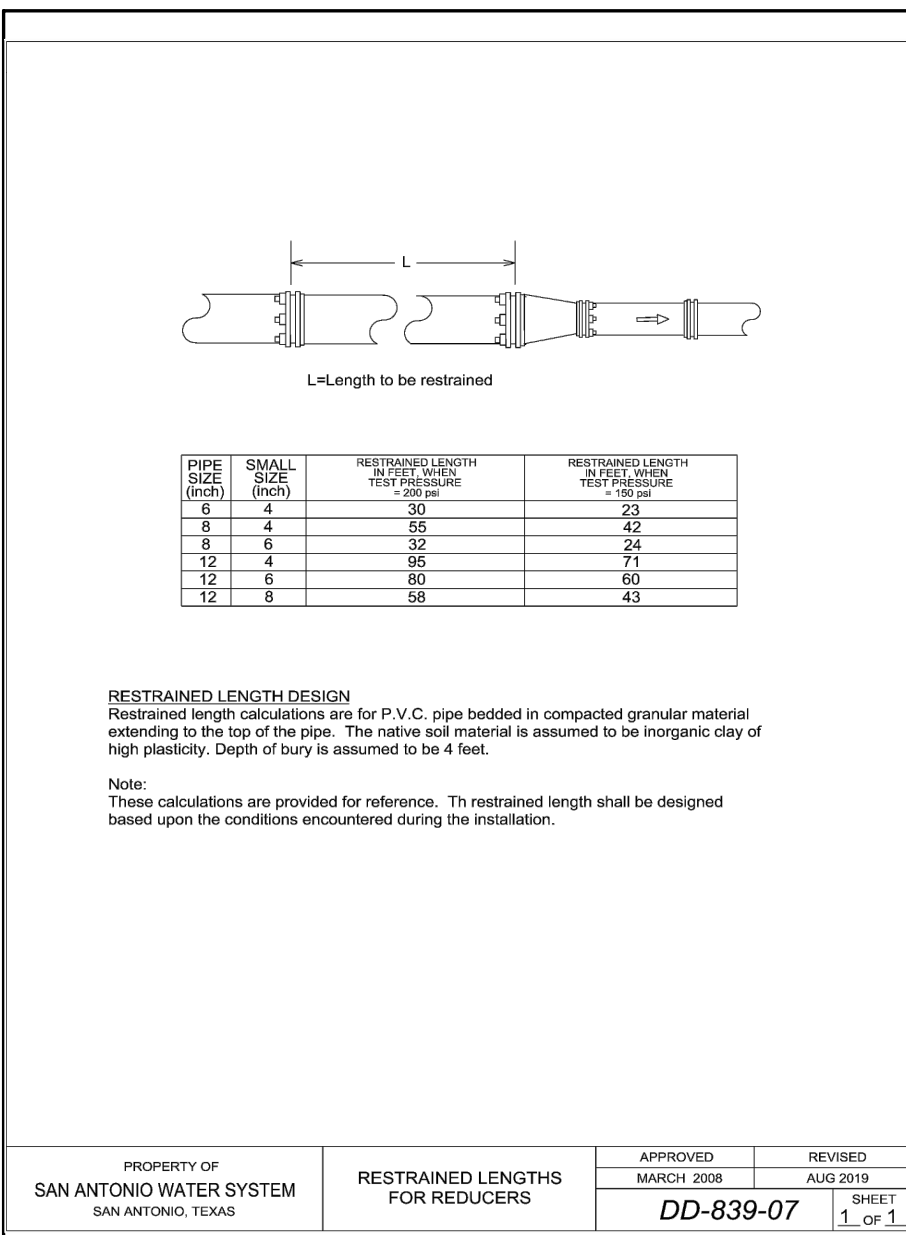 L
L=Length to be restrained
PIPE SIZE (inch) SMALL SIZE (inch) RESTRAINED LENGTH IN FEET, WHEN TEST PRESSURE = 200 psi RESTRAINED LENGTH IN FEET, WHEN TEST PRESSURE = 150 psi
6 4 30 23
8 4 55 42
8 6 32 24
12 4 95 71
12 6 80 60
12 8 58 43
RESTRAINED LENGTH DESIGN
Restrained length calculations are for P.V.C. pipe bedded in compacted granular material
extending to the top of the pipe. The native soil material is assumed to be inorganic clay of
high plasticity. Depth of bury is assumed to be 4 feet.
Note:
These calculations are provided for reference. Th restrained length shall be designed
based upon the conditions encountered during the installation.
PROPERTY OF
SAN ANTONIO WATER SYSTEM
SAN ANTONIO, TEXAS
RESTRAINED LENGTHS
FOR REDUCERS
APPROVED REVISED
MARCH 2008 AUG 2019
DD-839-07
SHEET
1 OF 1